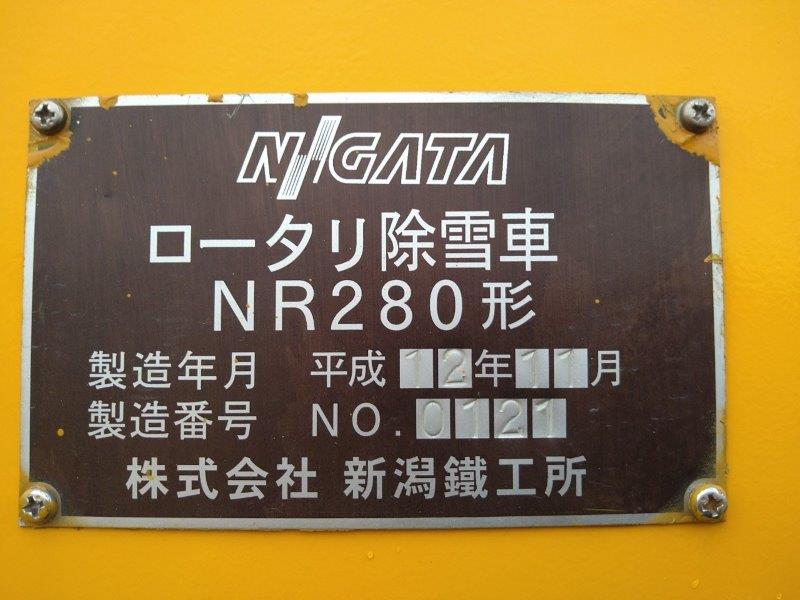 NIIGATA
ロータリ除雪車
NR280形
製造年月 平成12年11月
製造番号 NO.0121
株式会社 新潟鐵工所